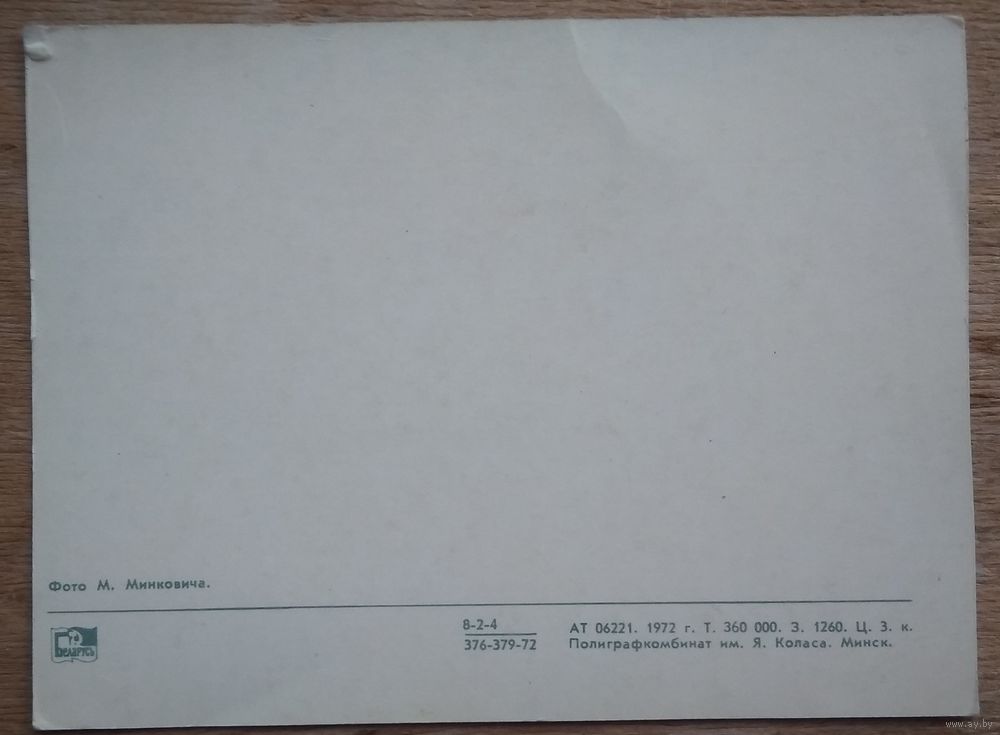 Фото М. Минковича.
Беларусь
8-2-4
376-379-72
АТ 06221. 1972 г. Т. 360 000. З. 1260. Ц. 3. к.
Полиграфкомбинат им. Я. Коласа. Минск.
www.ay.by